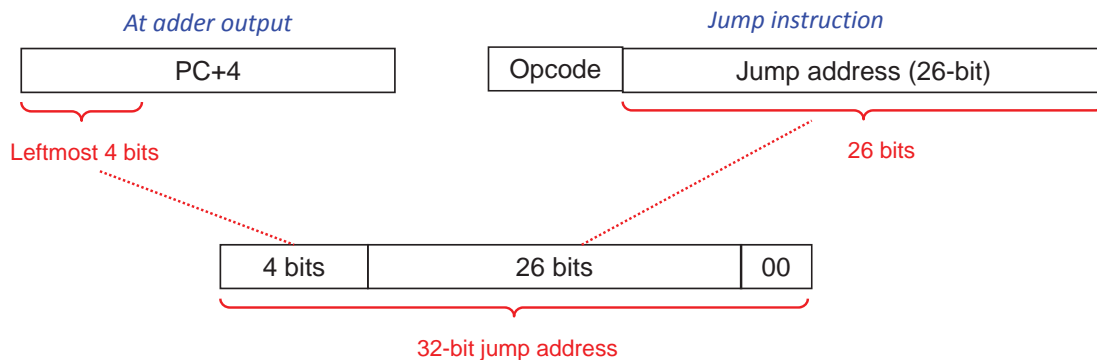 At adder output
Jump instruction
PC+4
Opcode
Jump address (26-bit)
Leftmost 4 bits
26 bits
4 bits
26 bits
00
32-bit jump address